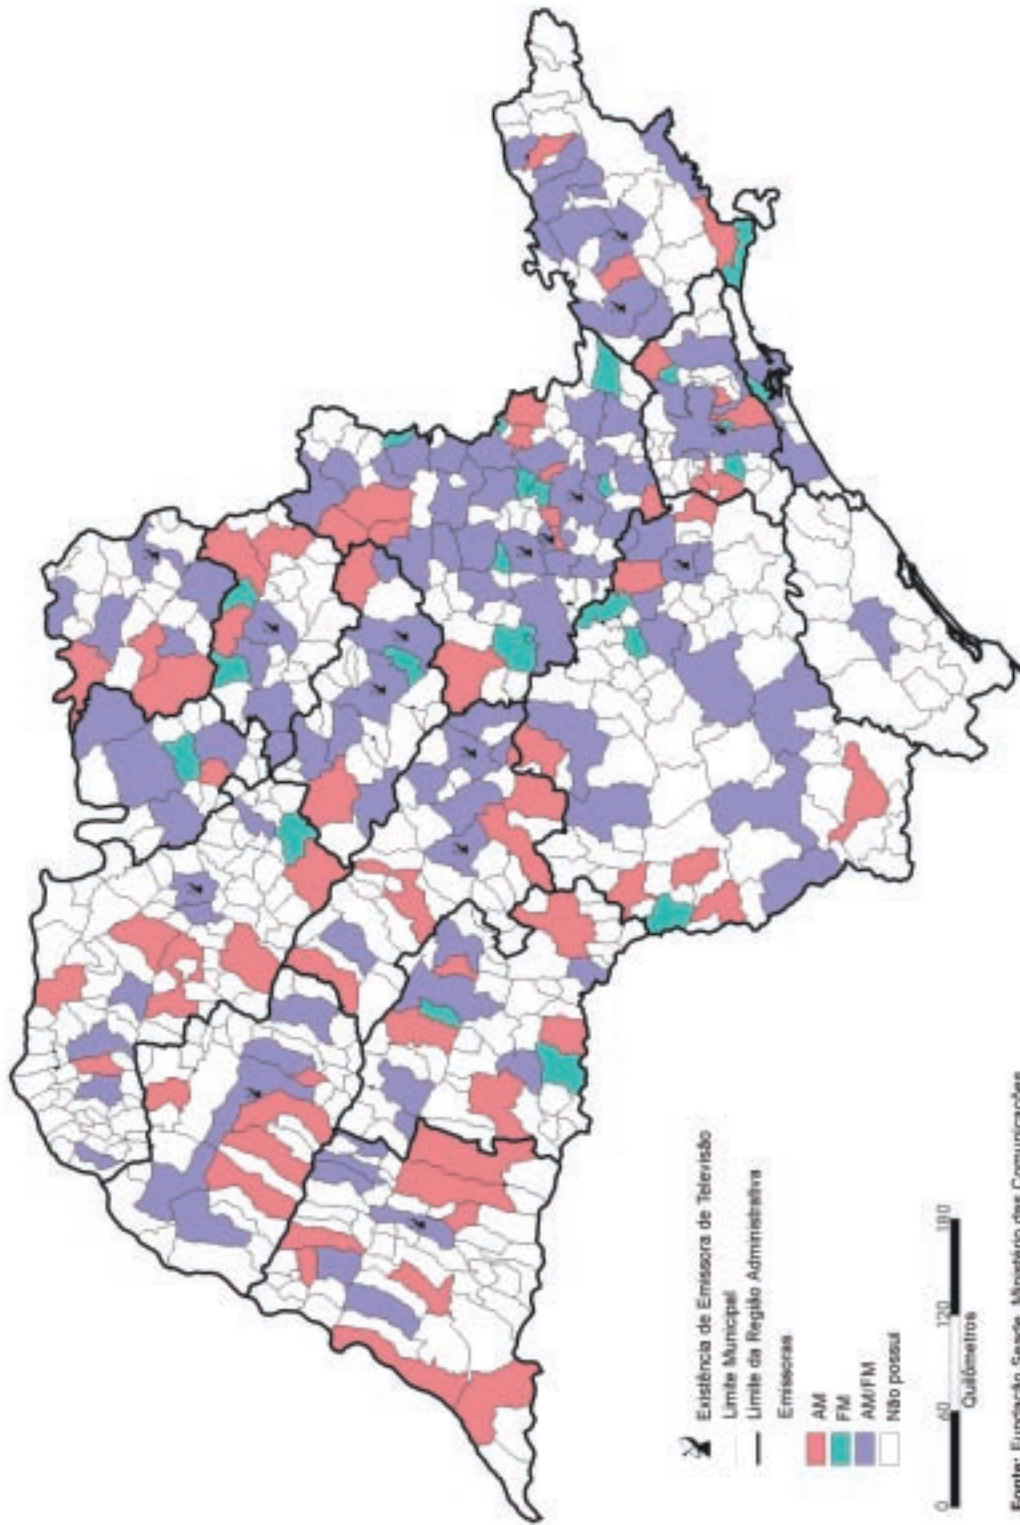 Existência de Emissora de Televisão
Limite Municipal
Limite da Região Administrativa
Emissoras
AM
FM
AM/FM
Não possui
0 60 120 180
Quilômetros
Fonte: Fundação Seade. Ministério das Comunicações